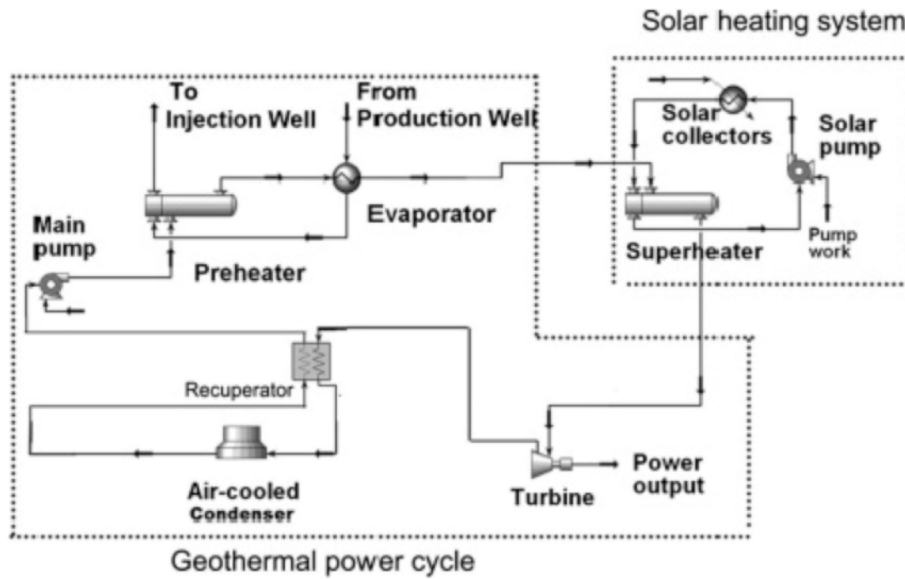 Solar heating system
To
Injection Well
From
Production Well
Solar
collectors
Solar
pump
Main
pump
Evaporator
Preheater
Superheater
Pump
work
Recuperator
Air-cooled
Condenser
Turbine
Power
output
Geothermal power cycle